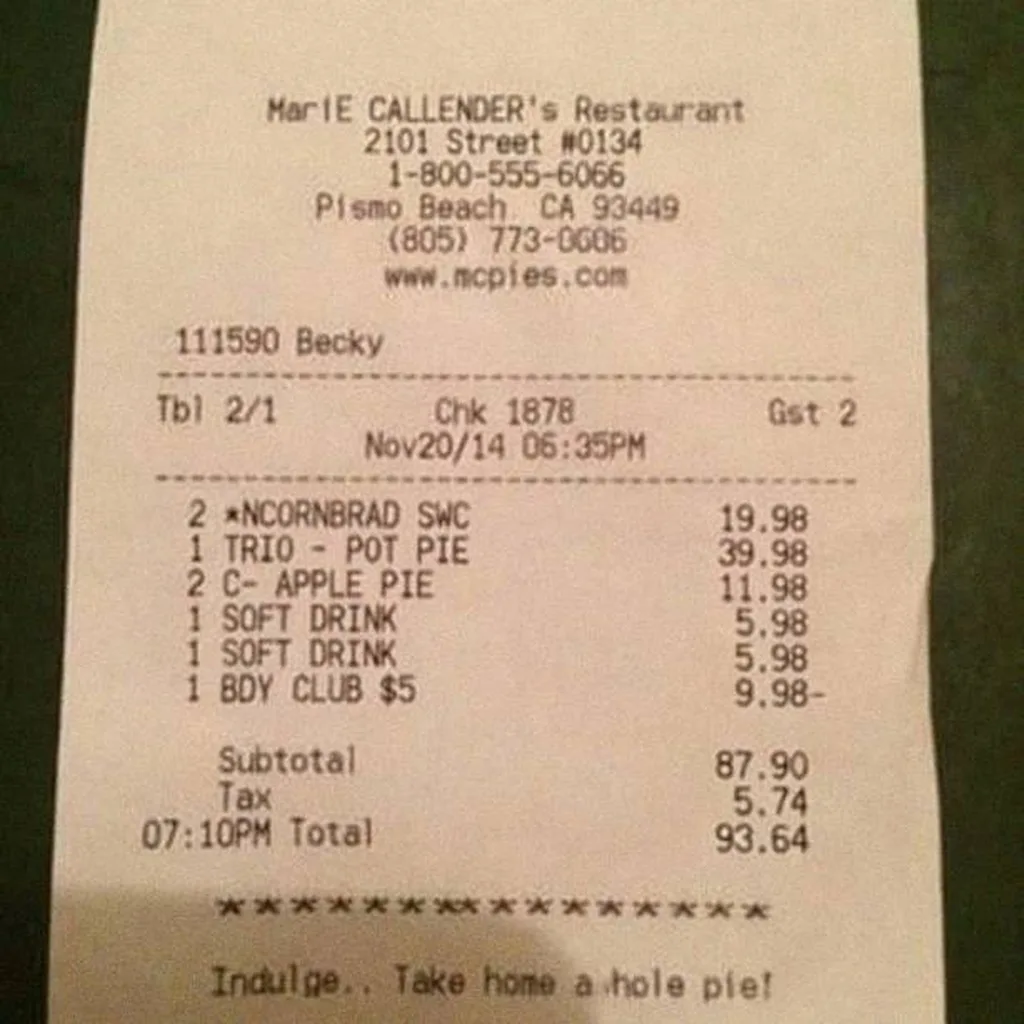 MarIE CALLENDER's Restaurant
2101 Street #0134
1-800-555-6066
Pismo Beach CA 93449
(805) 773-0606
www.mcpies.com
111590 Becky
Tbl 2/1 Chk 1878 Gst 2
Nov20/14 06:35PM
2 *NCORNBRAD SWC 19.98
1 TRIO - POT PIE 39.98
2 C- APPLE PIE 11.98
1 SOFT DRINK 5.98
1 SOFT DRINK 5.98
1 BDY CLUB $5 9.98-
Subtotal 87.90
Tax 5.74
07:10PM Total 93.64
* * * * * * * * * * * * * * * *
Indulge.. Take home a hole pie!